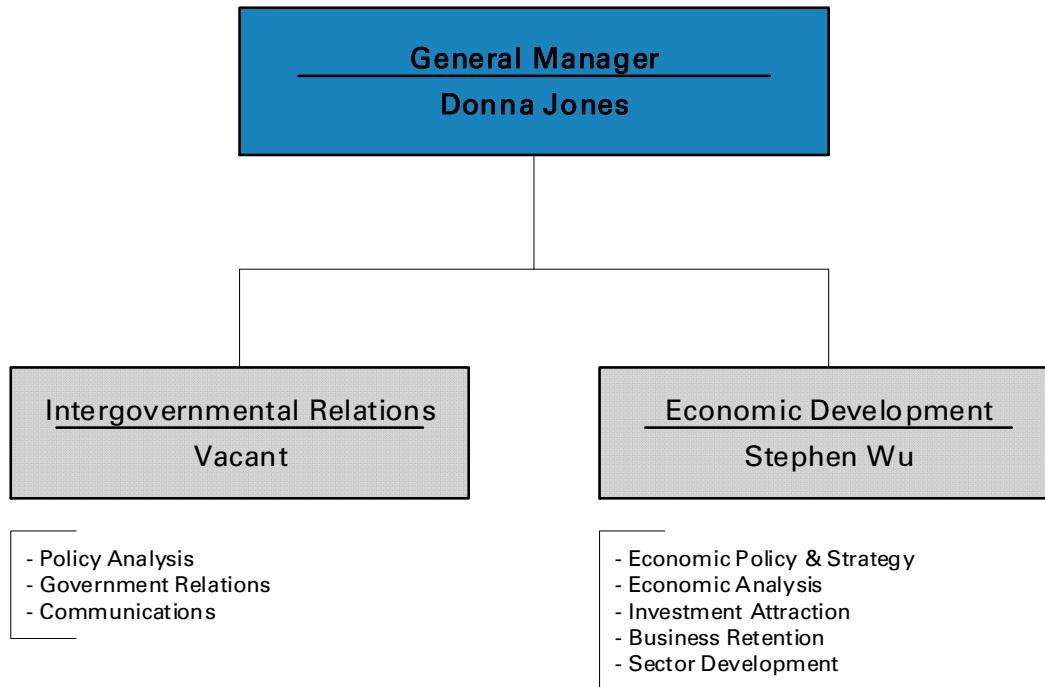 General Manager
Donna Jones
Intergovernmental Relations
Vacant
Economic Development
Stephen Wu
- Policy Analysis
- Government Relations
- Communications
- Economic Policy & Strategy
- Economic Analysis
- Investment Attraction
- Business Retention
- Sector Development